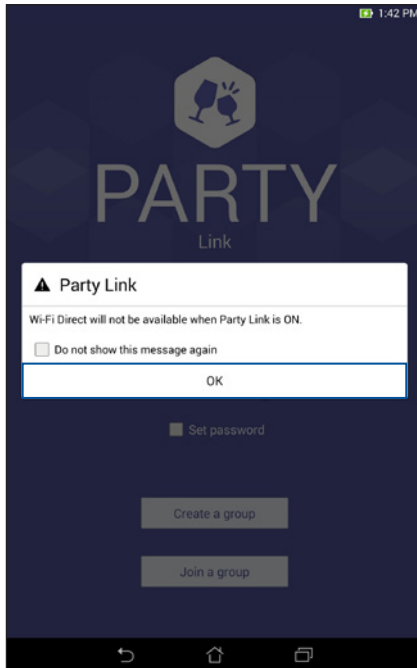 1:42 PM
PARTY
Link
Party Link
Wi-Fi Direct will not be available when Party Link is ON.
Do not show this message again
OK
Set password
Create a group
Join a group